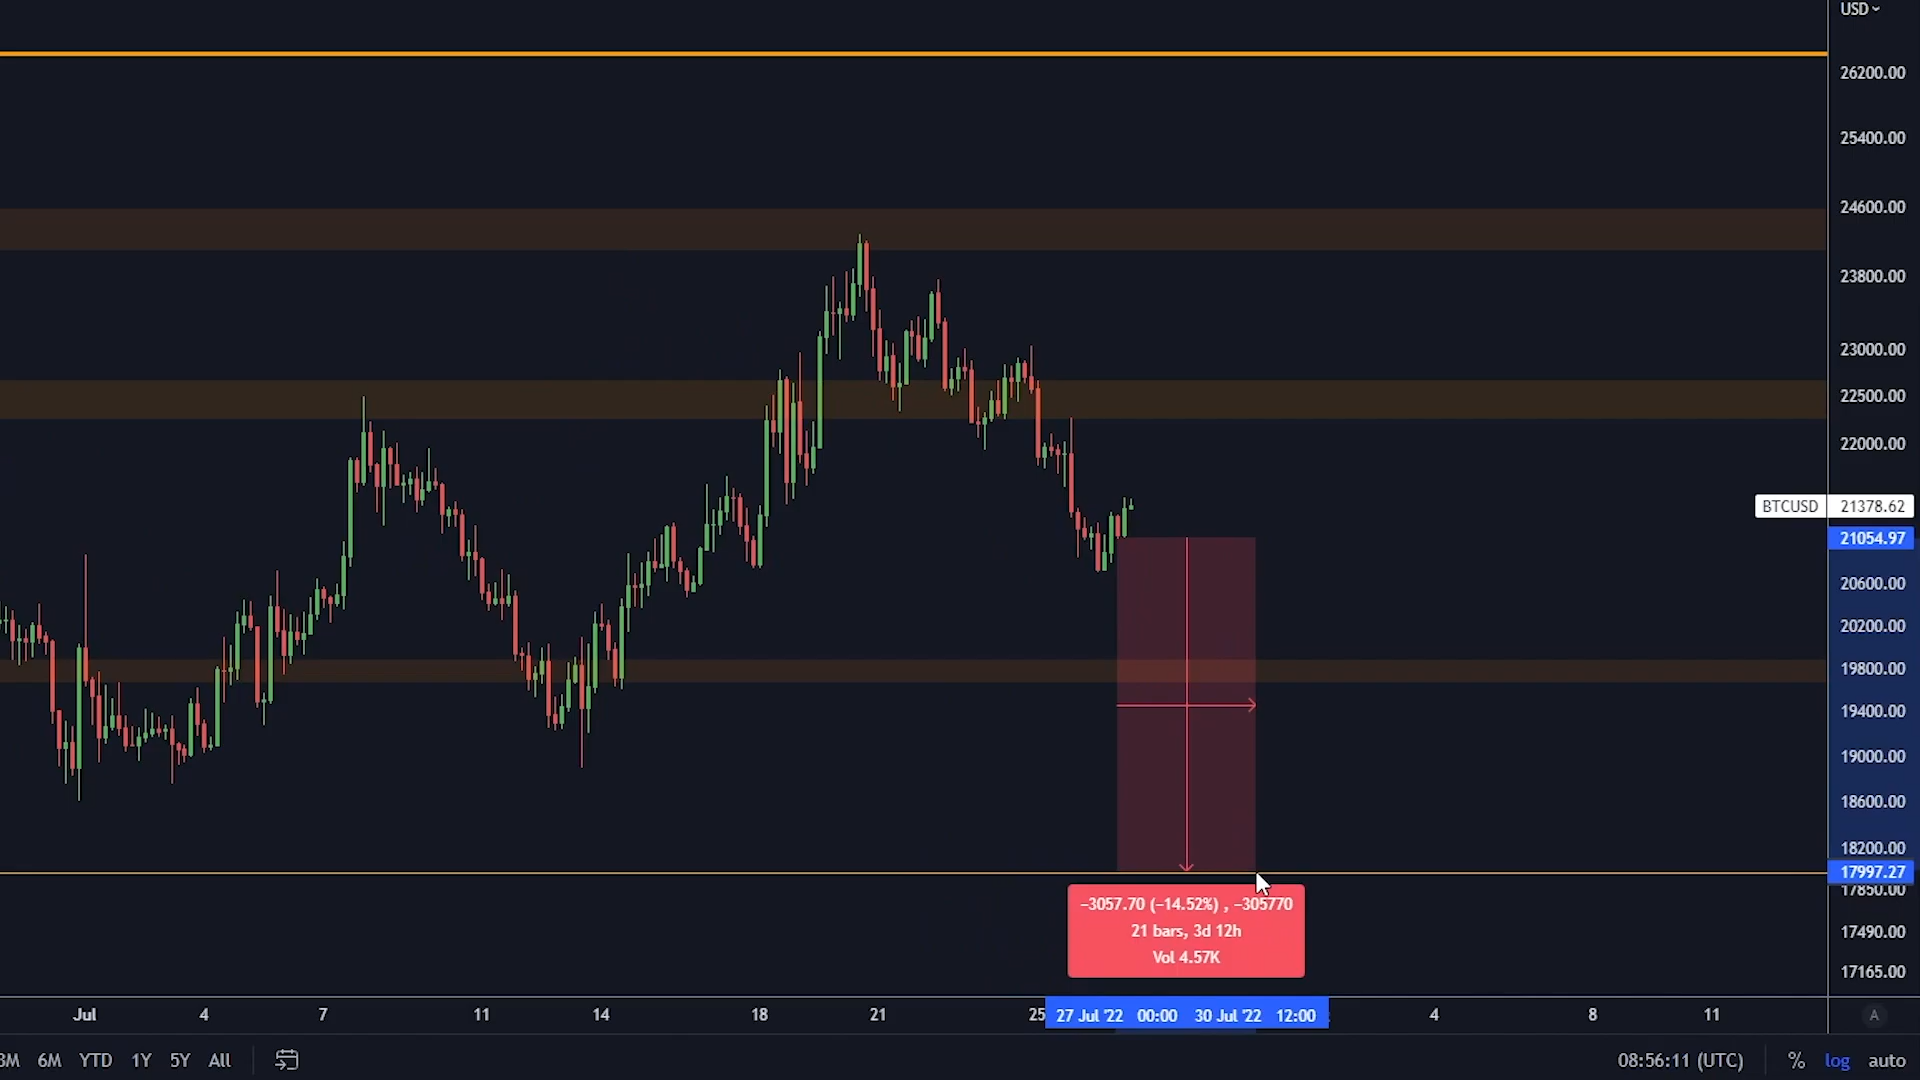 USD
26200.00
25400.00
24600.00
23800.00
23000.00
22500.00
22000.00
BTCUSD 21378.62
21054.97
20600.00
20200.00
19800.00
19400.00
19000.00
18600.00
18200.00
17997.27
17850.00
17490.00
17165.00
−3057.70 (−14.52%) , −305770
21 bars, 3d 12h
Vol 4.57K
Jul 4 7 11 14 18 21 25 27 Jul '22 00:00 30 Jul '22 12:00 4 8 11 A
3M 6M YTD 1Y 5Y All 08:56:11 (UTC) % log auto